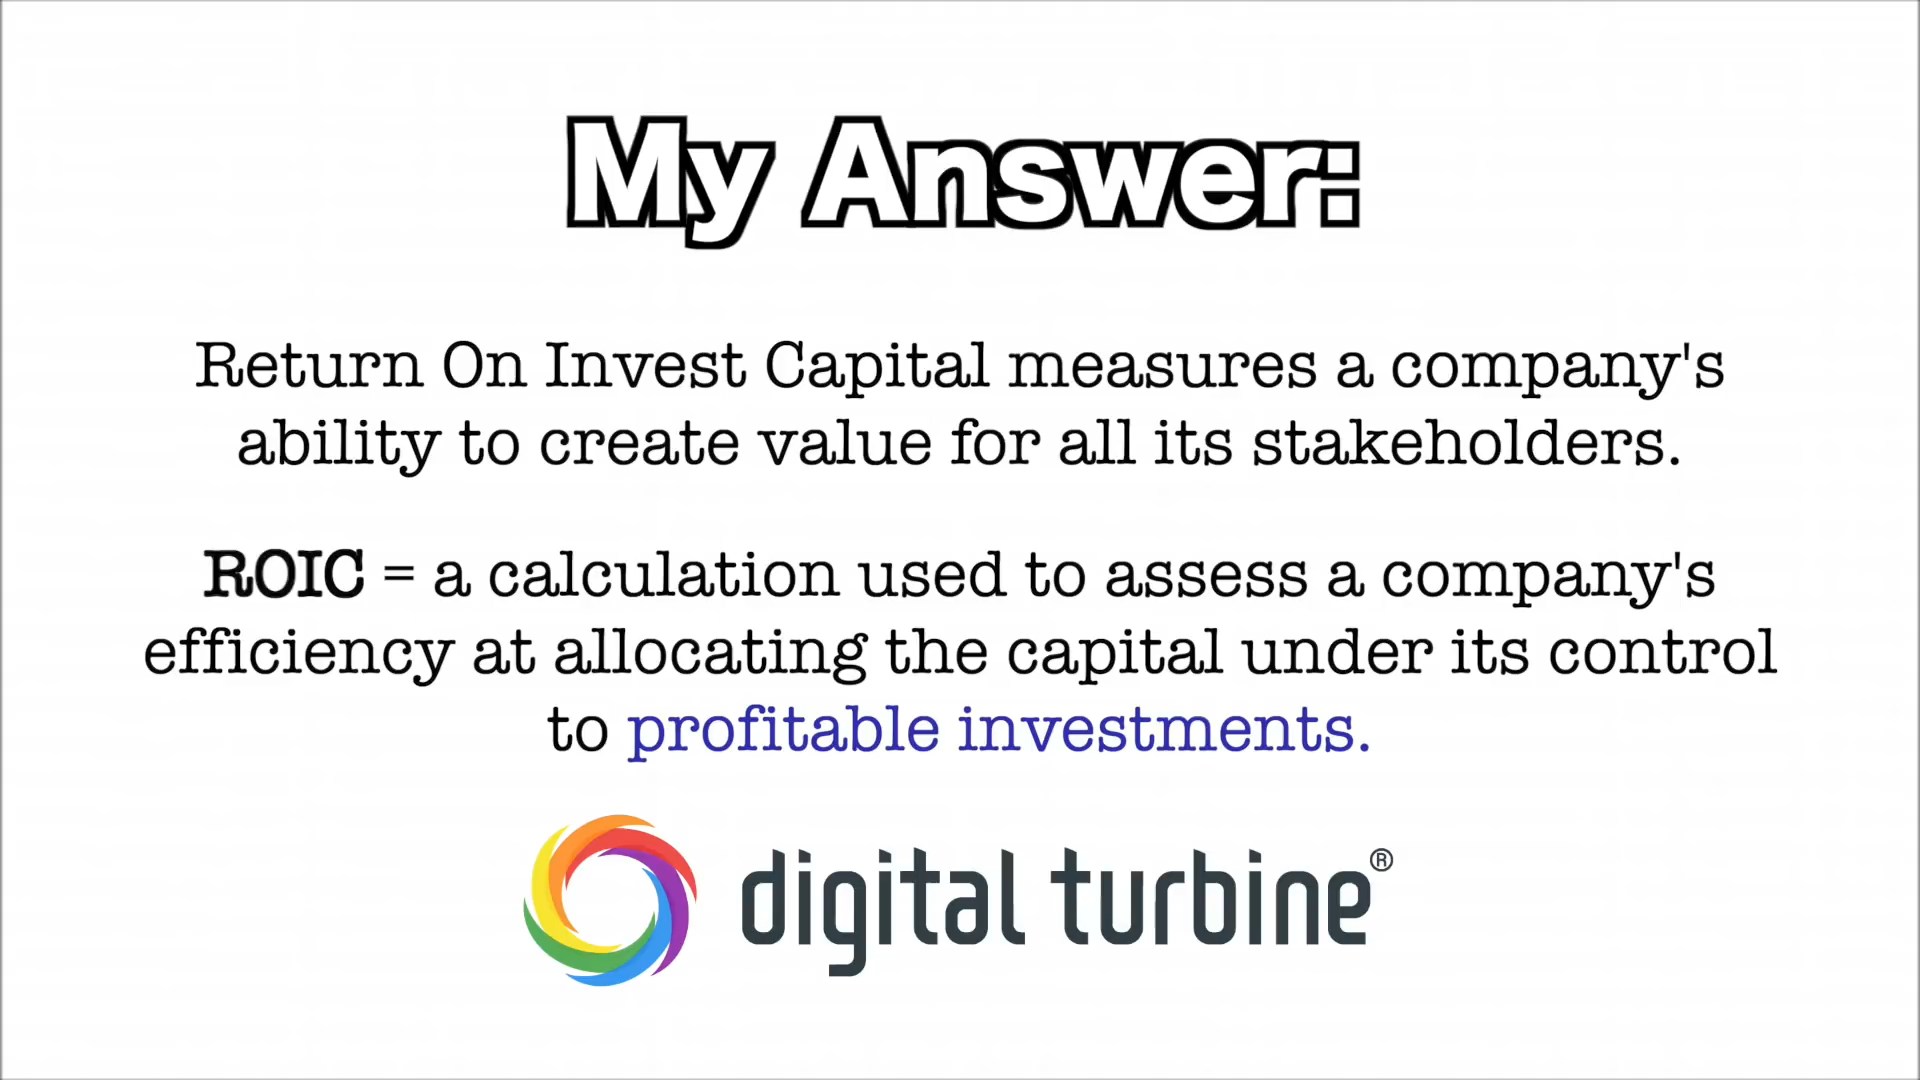 My Answer:
Return On Invest Capital measures a company's
ability to create value for all its stakeholders.
ROIC = a calculation used to assess a company's
efficiency at allocating the capital under its control
to profitable investments.
digital turbine®